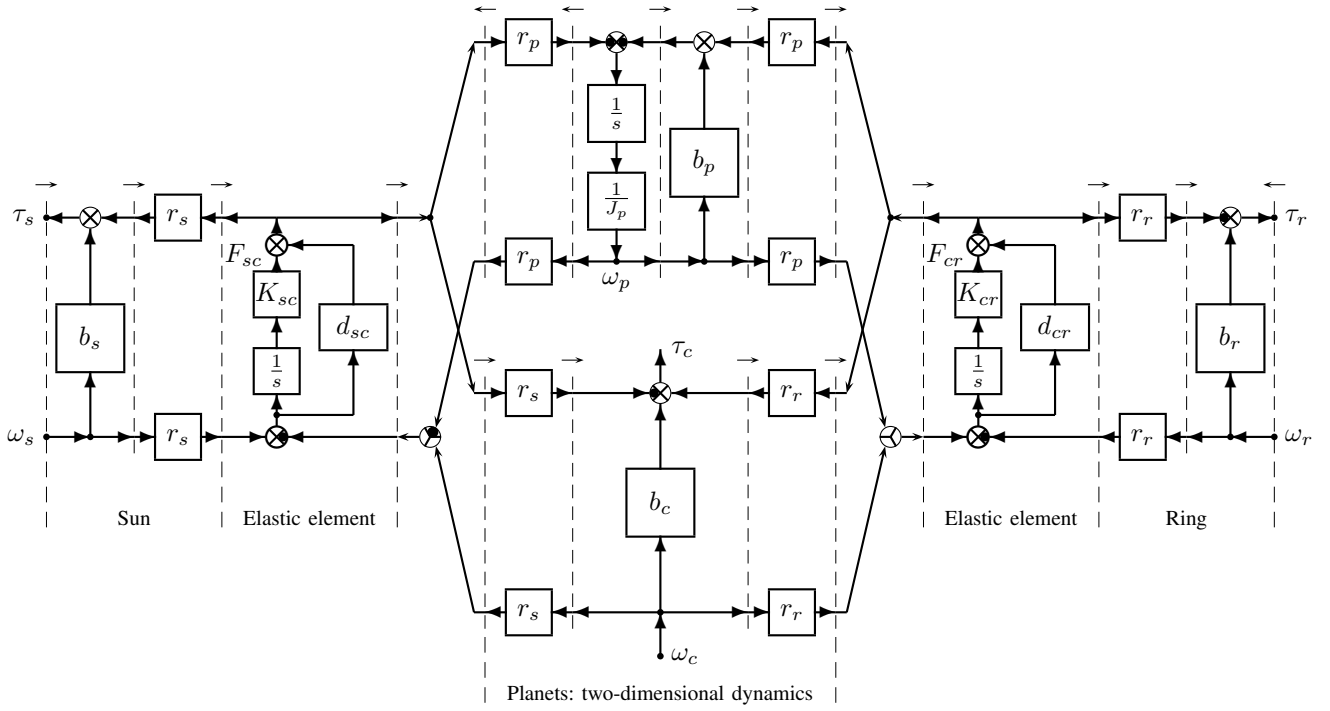 r_p r_p
1/s
b_p
τ_s r_s 1/J_p r_r τ_r
F_sc r_p r_p F_cr
ω_p
K_sc K_cr
b_s d_sc τ_c d_cr b_r
1/s 1/s
r_s r_r
ω_s r_s r_r ω_r
b_c
Sun Elastic element Elastic element Ring
r_s r_r
ω_c
Planets: two-dimensional dynamics